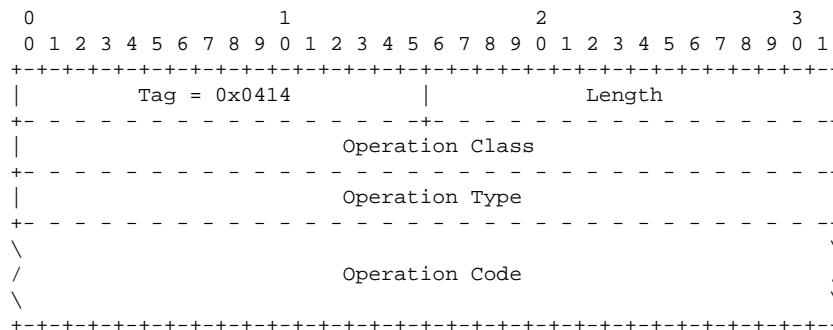 0                   1                   2                   3
0 1 2 3 4 5 6 7 8 9 0 1 2 3 4 5 6 7 8 9 0 1 2 3 4 5 6 7 8 9 0 1
+-+-+-+-+-+-+-+-+-+-+-+-+-+-+-+-+-+-+-+-+-+-+-+-+-+-+-+-+-+-+-+-
|         Tag = 0x0414          |            Length
+- - - - - - - - - - - - - - - -+- - - - - - - - - - - - - - - -
|                         Operation Class
+- - - - - - - - - - - - - - - - - - - - - - - - - - - - - - - -
|                         Operation Type
+- - - - - - - - - - - - - - - - - - - - - - - - - - - - - - - -
\                                                               \
/                         Operation Code                        /
\                                                               \
+-+-+-+-+-+-+-+-+-+-+-+-+-+-+-+-+-+-+-+-+-+-+-+-+-+-+-+-+-+-+-+-